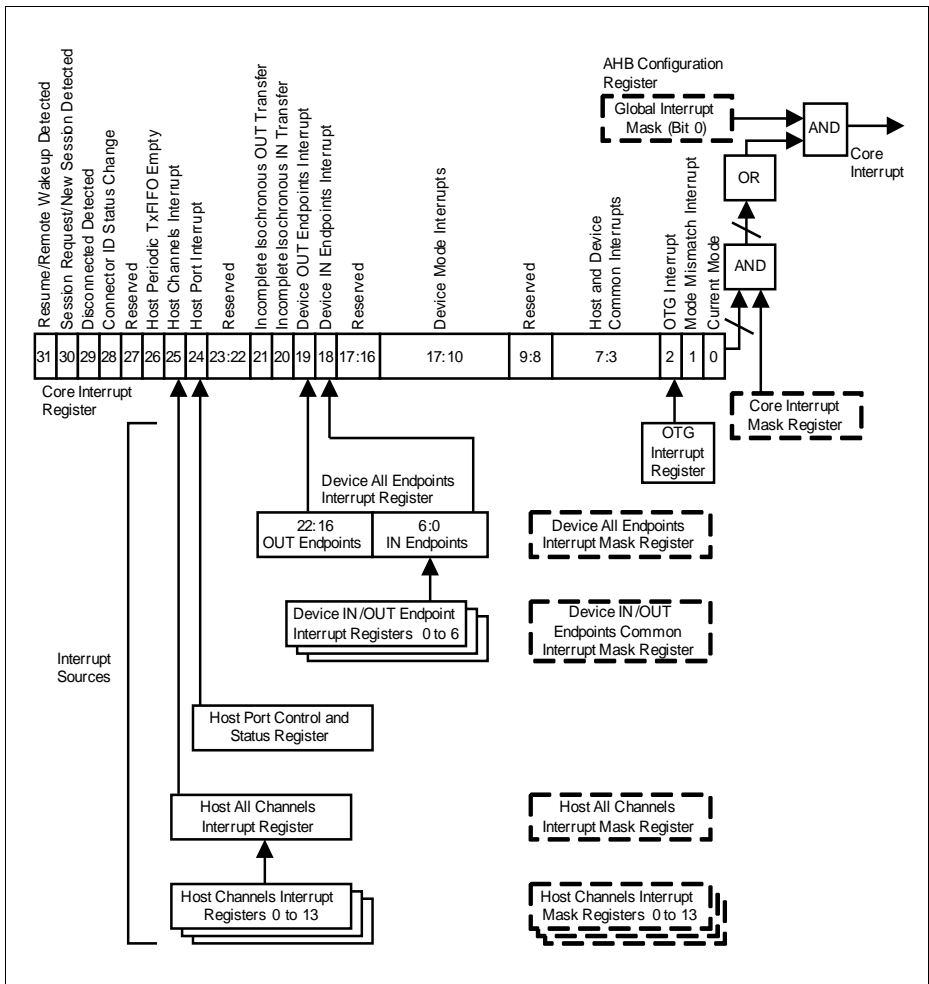 AHB Configuration
Register
Global Interrupt
Mask (Bit 0)
AND
Core
Interrupt
OR
AND
Resume/Remote Wakeup Detected
Session Request/New Session Detected
Disconnected Detected
Connector ID Status Change
Reserved
Host Periodic TxFIFO Empty
Host Channels Interrupt
Host Port Interrupt
Reserved
Incomplete Isochronous OUT Transfer
Incomplete Isochronous IN Transfer
Device OUT Endpoints Interrupt
Device IN Endpoints Interrupt
Reserved
Device Mode Interrupts
Reserved
Host and Device
Common Interrupts
OTG Interrupt
Mode Mismatch Interrupt
Current Mode
31 30 29 28 27 26 25 24 23:22 21 20 19 18 17:16 17:10 9:8 7:3 2 1 0
Core Interrupt
Register
Core Interrupt
Mask Register
OTG
Interrupt
Register
Device All Endpoints
Interrupt Register
22:16
OUT Endpoints
6:0
IN Endpoints
Device All Endpoints
Interrupt Mask Register
Device IN/OUT Endpoint
Interrupt Registers 0 to 6
Device IN/OUT
Endpoints Common
Interrupt Mask Register
Interrupt
Sources
Host Port Control and
Status Register
Host All Channels
Interrupt Register
Host All Channels
Interrupt Mask Register
Host Channels Interrupt
Registers 0 to 13
Host Channels Interrupt
Mask Registers 0 to 13